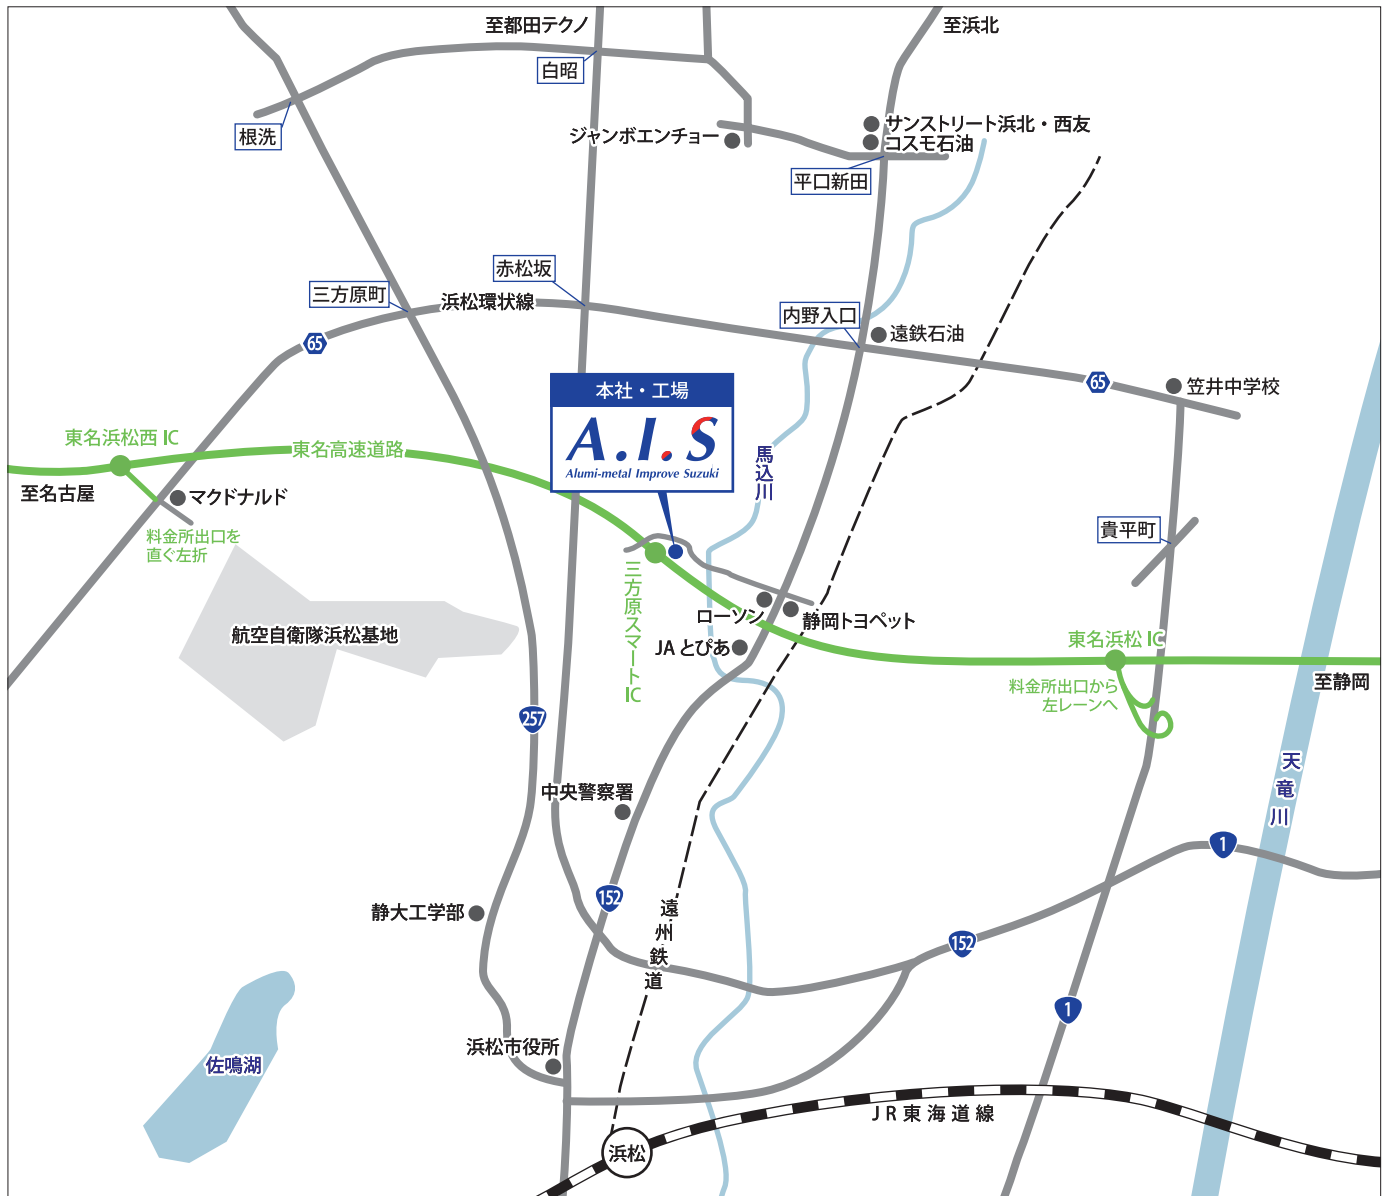 至都田テクノ
至浜北
白昭
根洗
ジャンボエンチョー
サンストリート浜北・西友
コスモ石油
平口新田
赤松坂
三方原町
浜松環状線
内野入口
遠鉄石油
65
65
笠井中学校
本社・工場
A.I.S
Alumi-metal Improve Suzuki
東名浜松西 IC
東名高速道路
至名古屋
マクドナルド
馬込川
料金所出口を
直ぐ左折
貴平町
三方原スマートIC
ローソン
静岡トヨペット
航空自衛隊浜松基地
JA とぴあ
東名浜松 IC
至静岡
料金所出口から
左レーンへ
257
天竜川
中央警察署
1
152
遠州鉄道
静大工学部
152
1
浜松市役所
佐鳴湖
JR東海道線
浜松